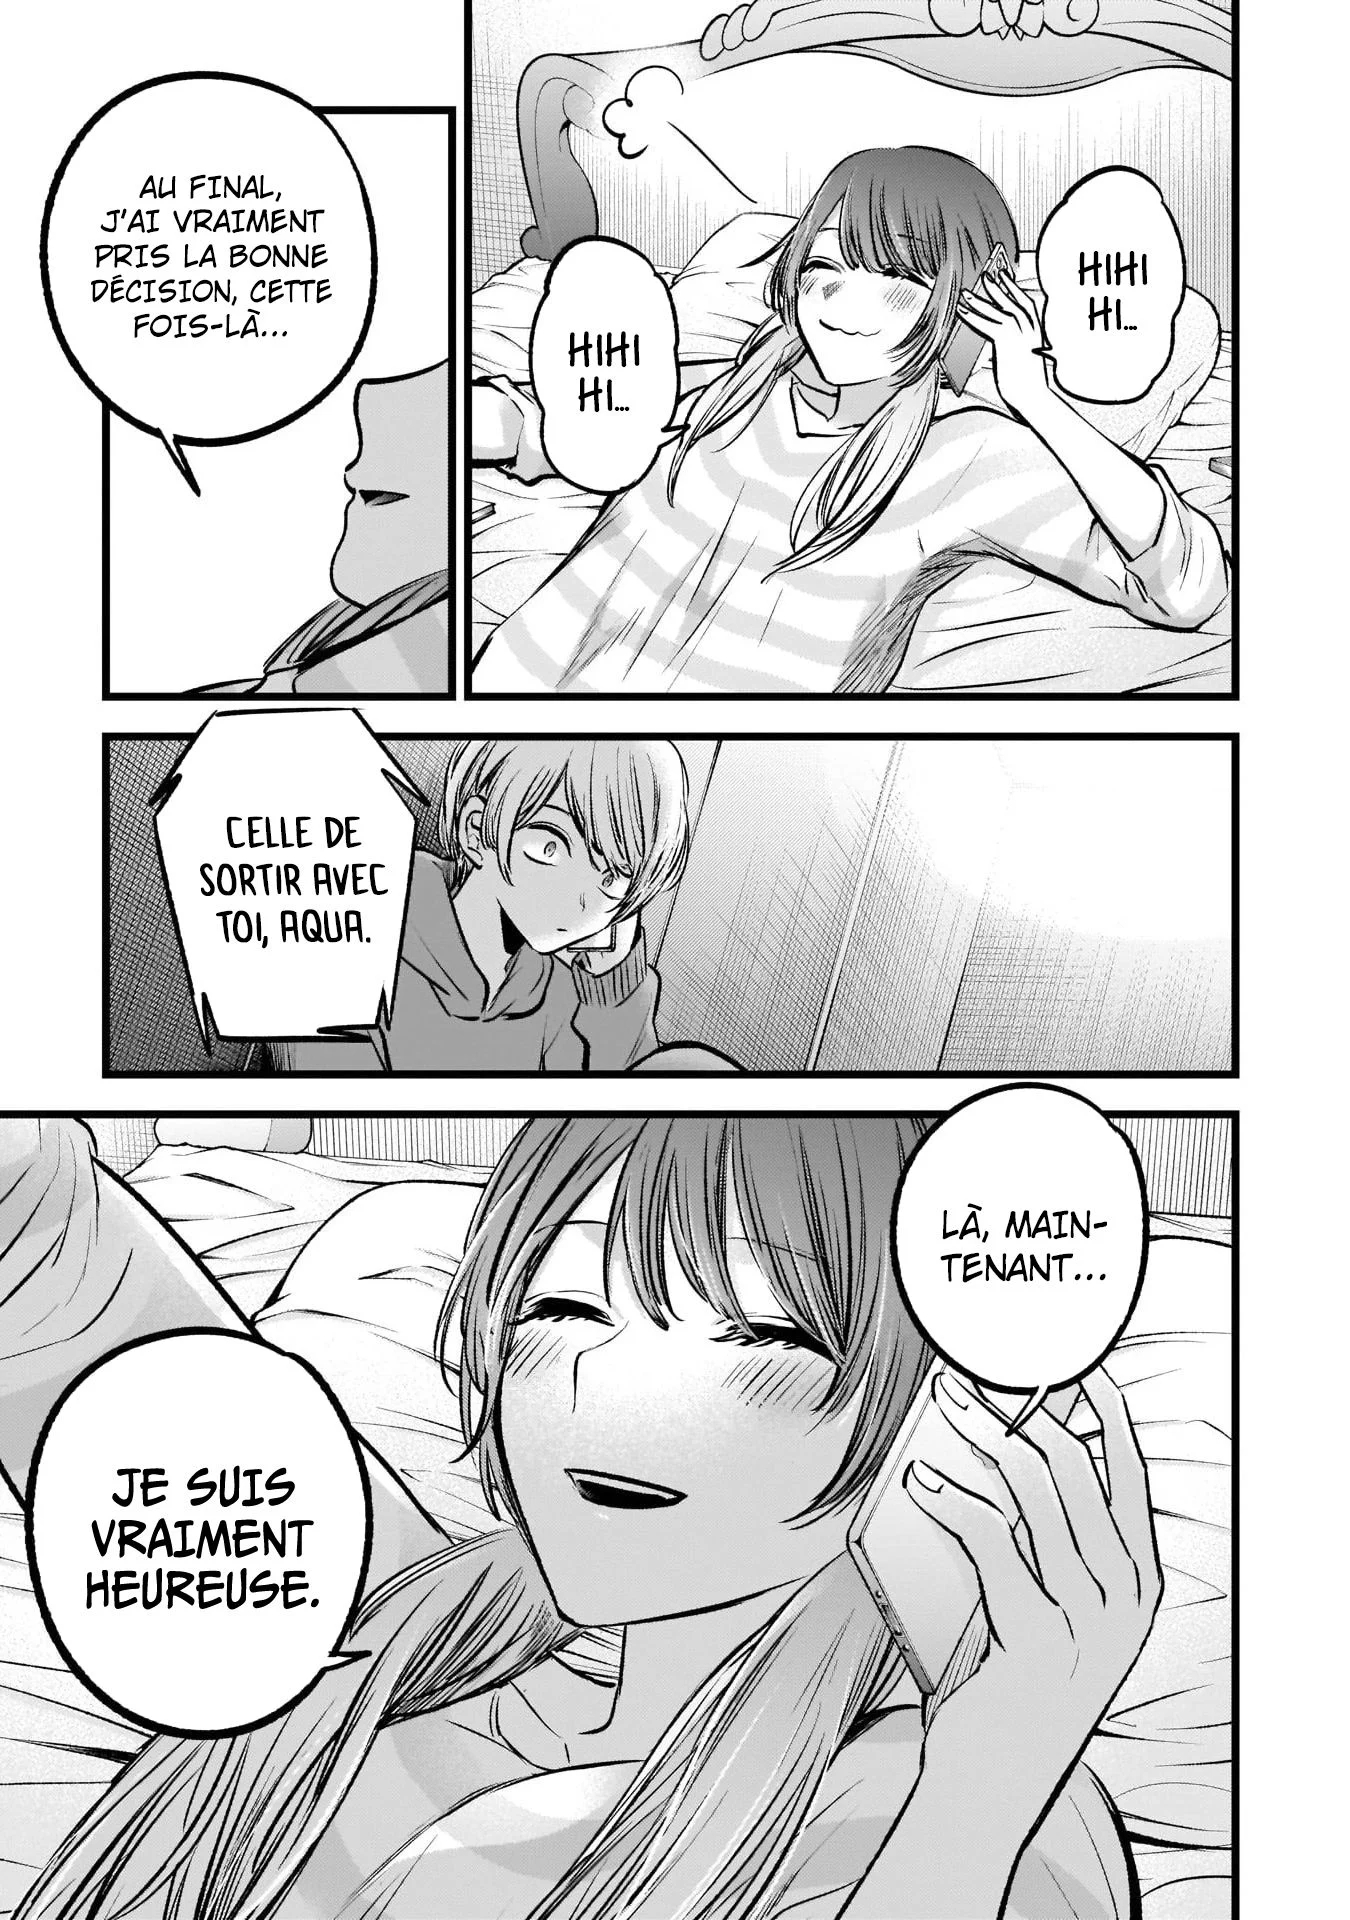 HIHI
HI...
HIHI
HI...
AU FINAL,
J'AI VRAIMENT
PRIS LA BONNE
DÉCISION, CETTE
FOIS-LÀ...
CELLE DE
SORTIR AVEC
TOI, AQUA.
LÀ, MAIN-
TENANT...
JE SUIS
VRAIMENT
HEUREUSE.